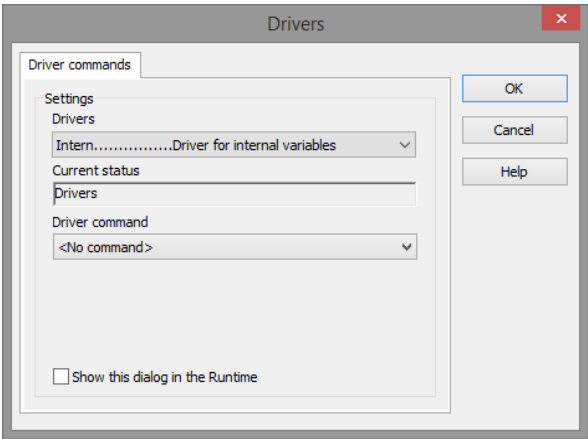 Drivers
Driver commands
Settings
Drivers
Intern................Driver for internal variables
Current status
Drivers
Driver command
<No command>
Show this dialog in the Runtime
OK
Cancel
Help